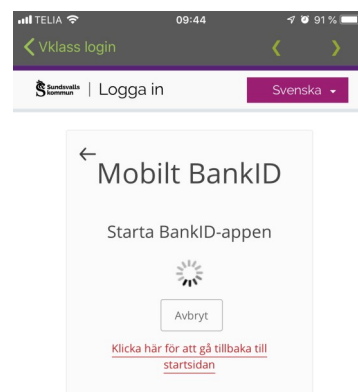 TELIA 09:44 91 %
Vklass login
Sundsvalls
kommun | Logga in Svenska
Mobilt BankID
Starta BankID-appen
Avbryt
Klicka här för att gå tillbaka till
startsidan